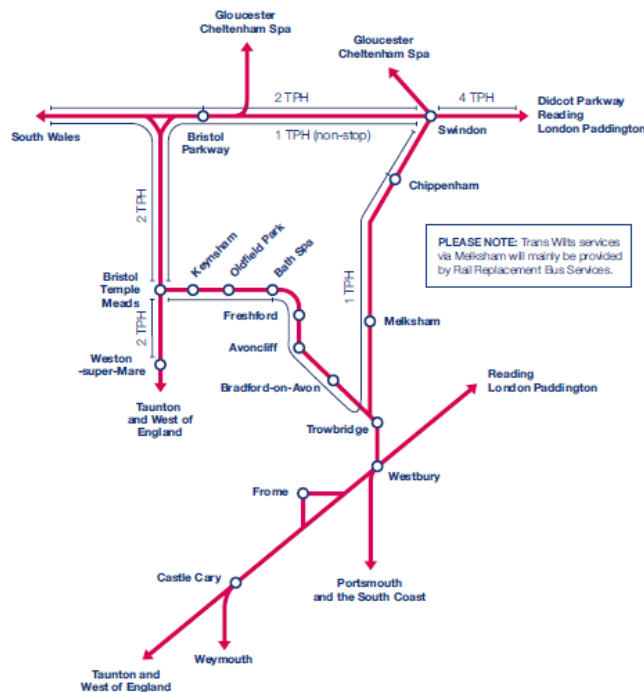 Gloucester
Cheltenham Spa
Gloucester
Cheltenham Spa
2 TPH
4 TPH
South Wales
Bristol
Parkway
1 TPH (non-stop)
Swindon
Didcot Parkway
Reading
London Paddington
2 TPH
Chippenham
Keynsham
Oldfield Park
Bath Spa
PLEASE NOTE: Trans Wilts services
via Melksham will mainly be provided
by Rail Replacement Bus Services.
1 TPH
Bristol
Temple
Meads
Freshford
2 TPH
Avoncliff
Melksham
Weston
-super-Mare
Bradford-on-Avon
Reading
London Paddington
Taunton
and West of
England
Trowbridge
Westbury
Frome
Castle Cary
Portsmouth
and the South Coast
Taunton and
West of England
Weymouth